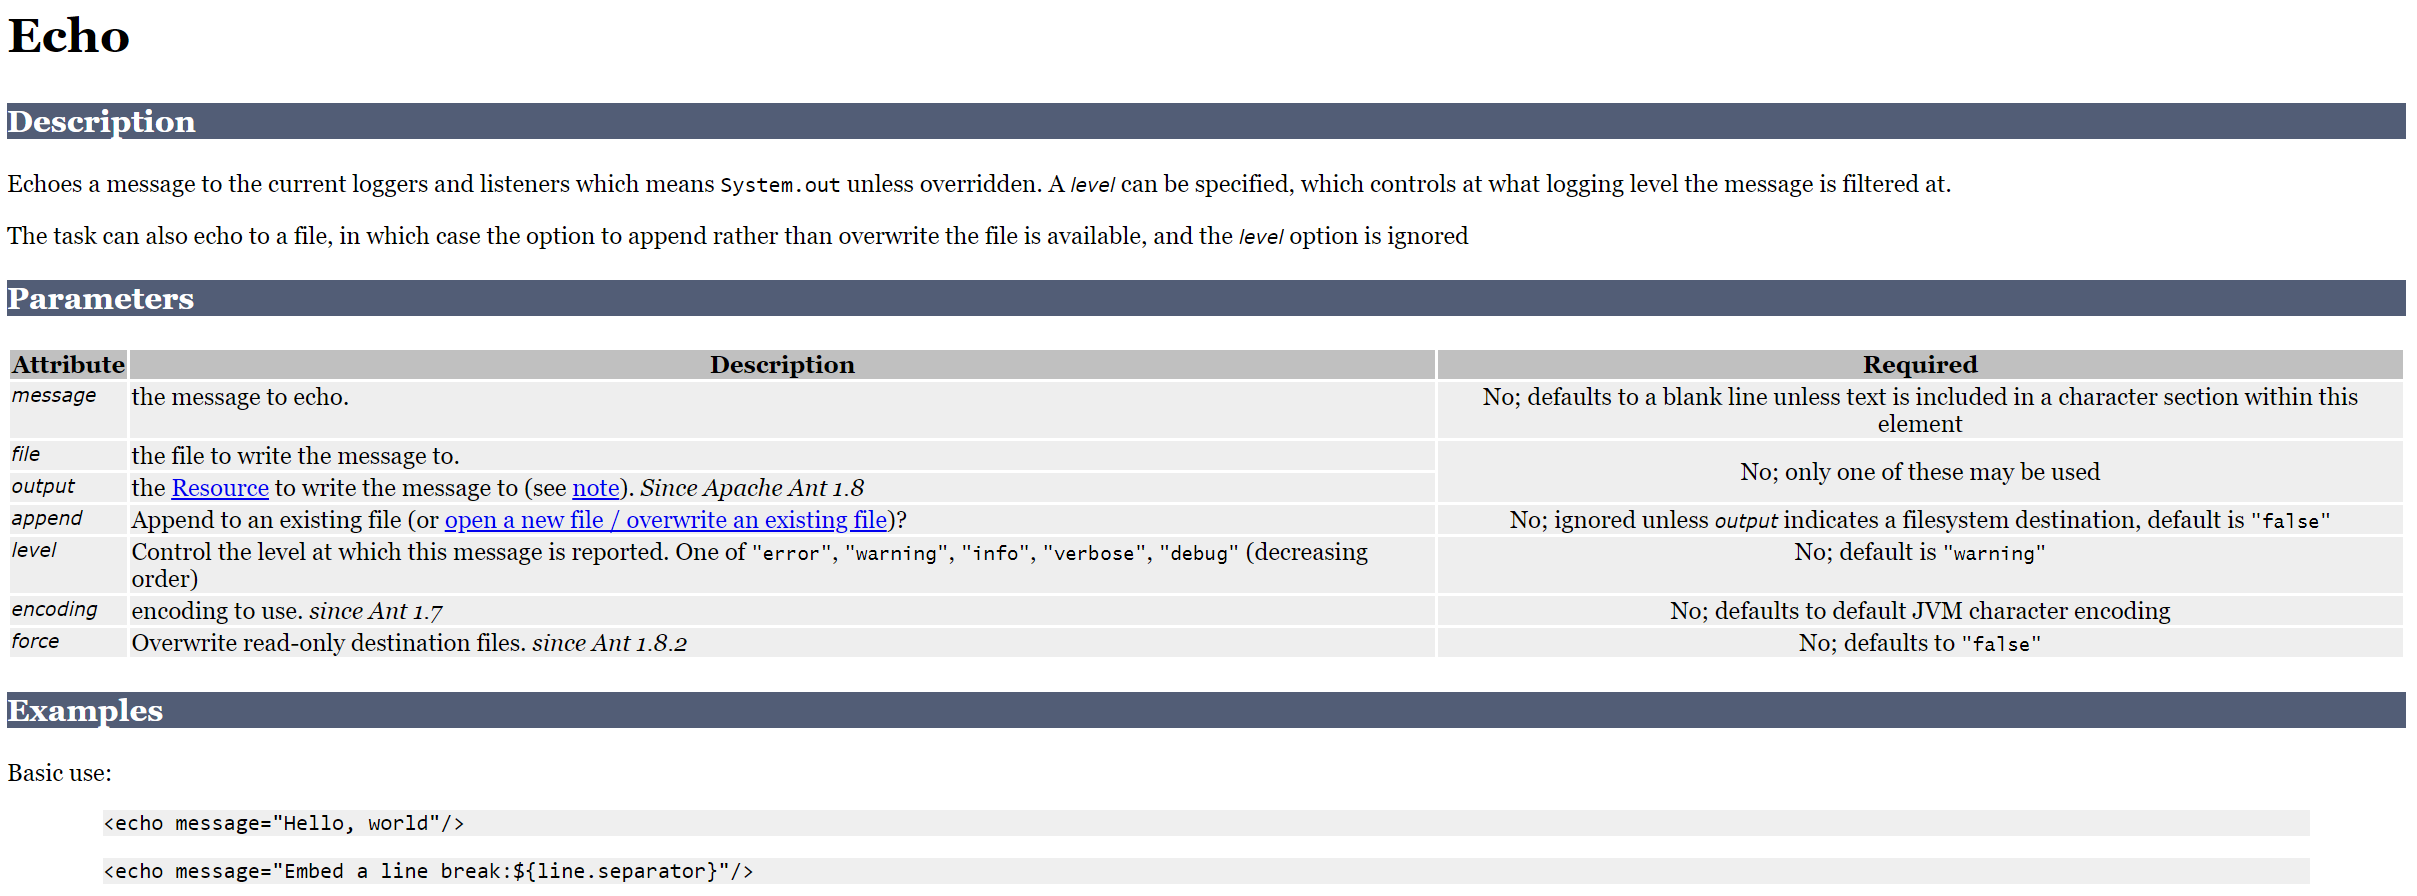 Echo
Description
Echoes a message to the current loggers and listeners which means System.out unless overridden. A level can be specified, which controls at what logging level the message is filtered at.
The task can also echo to a file, in which case the option to append rather than overwrite the file is available, and the level option is ignored
Parameters
Attribute Description Required
message the message to echo. No; defaults to a blank line unless text is included in a character section within this
element
file the file to write the message to. No; only one of these may be used
output the Resource to write the message to (see note). Since Apache Ant 1.8
append Append to an existing file (or open a new file / overwrite an existing file)? No; ignored unless output indicates a filesystem destination, default is "false"
level Control the level at which this message is reported. One of "error", "warning", "info", "verbose", "debug" (decreasing No; default is "warning"
order)
encoding encoding to use. since Ant 1.7 No; defaults to default JVM character encoding
force Overwrite read-only destination files. since Ant 1.8.2 No; defaults to "false"
Examples
Basic use:
<echo message="Hello, world"/>
<echo message="Embed a line break:${line.separator}"/>